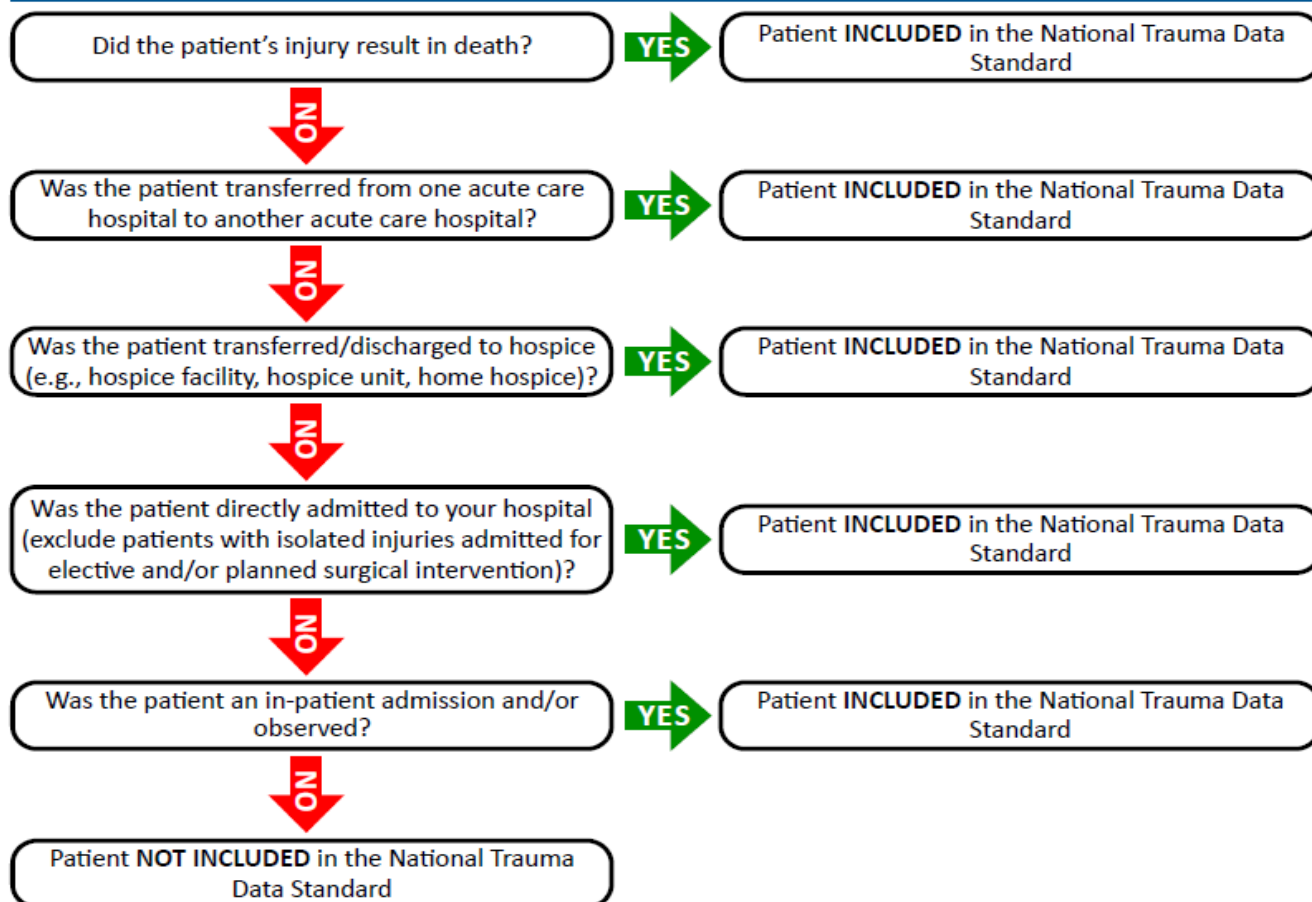 Did the patient's injury result in death?
YES
Patient INCLUDED in the National Trauma Data
Standard
NO
Was the patient transferred from one acute care
hospital to another acute care hospital?
YES
Patient INCLUDED in the National Trauma Data
Standard
NO
Was the patient transferred/discharged to hospice
(e.g., hospice facility, hospice unit, home hospice)?
YES
Patient INCLUDED in the National Trauma Data
Standard
NO
Was the patient directly admitted to your hospital
(exclude patients with isolated injuries admitted for
elective and/or planned surgical intervention)?
YES
Patient INCLUDED in the National Trauma Data
Standard
NO
Was the patient an in-patient admission and/or
observed?
YES
Patient INCLUDED in the National Trauma Data
Standard
NO
Patient NOT INCLUDED in the National Trauma
Data Standard